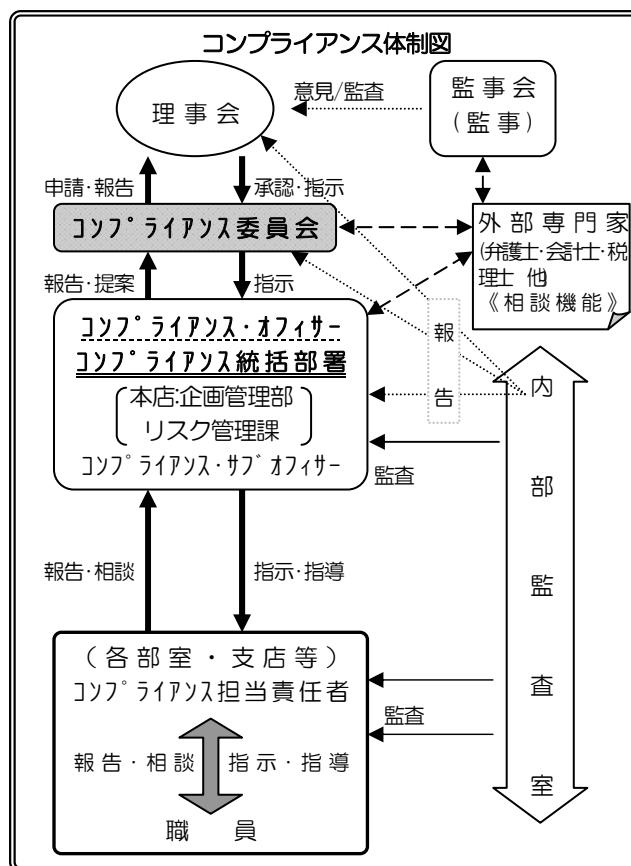 コンプライアンス体制図
理事会
意見/監査
監事会
(監事)
申請・報告
承認・指示
コンプライアンス委員会
外部専門家
(弁護士・会計士・税
理士 他)
《相談機能》
報告・提案
指示
コンプライアンス・オフィサー
コンプライアンス統括部署
本店:企画管理部
リスク管理課
コンプライアンス・サブオフィサー
報告
監査
内部監査室
報告・相談
指示・指導
(各部室・支店等)
コンプライアンス担当責任者
監査
報告・相談
指示・指導
職員